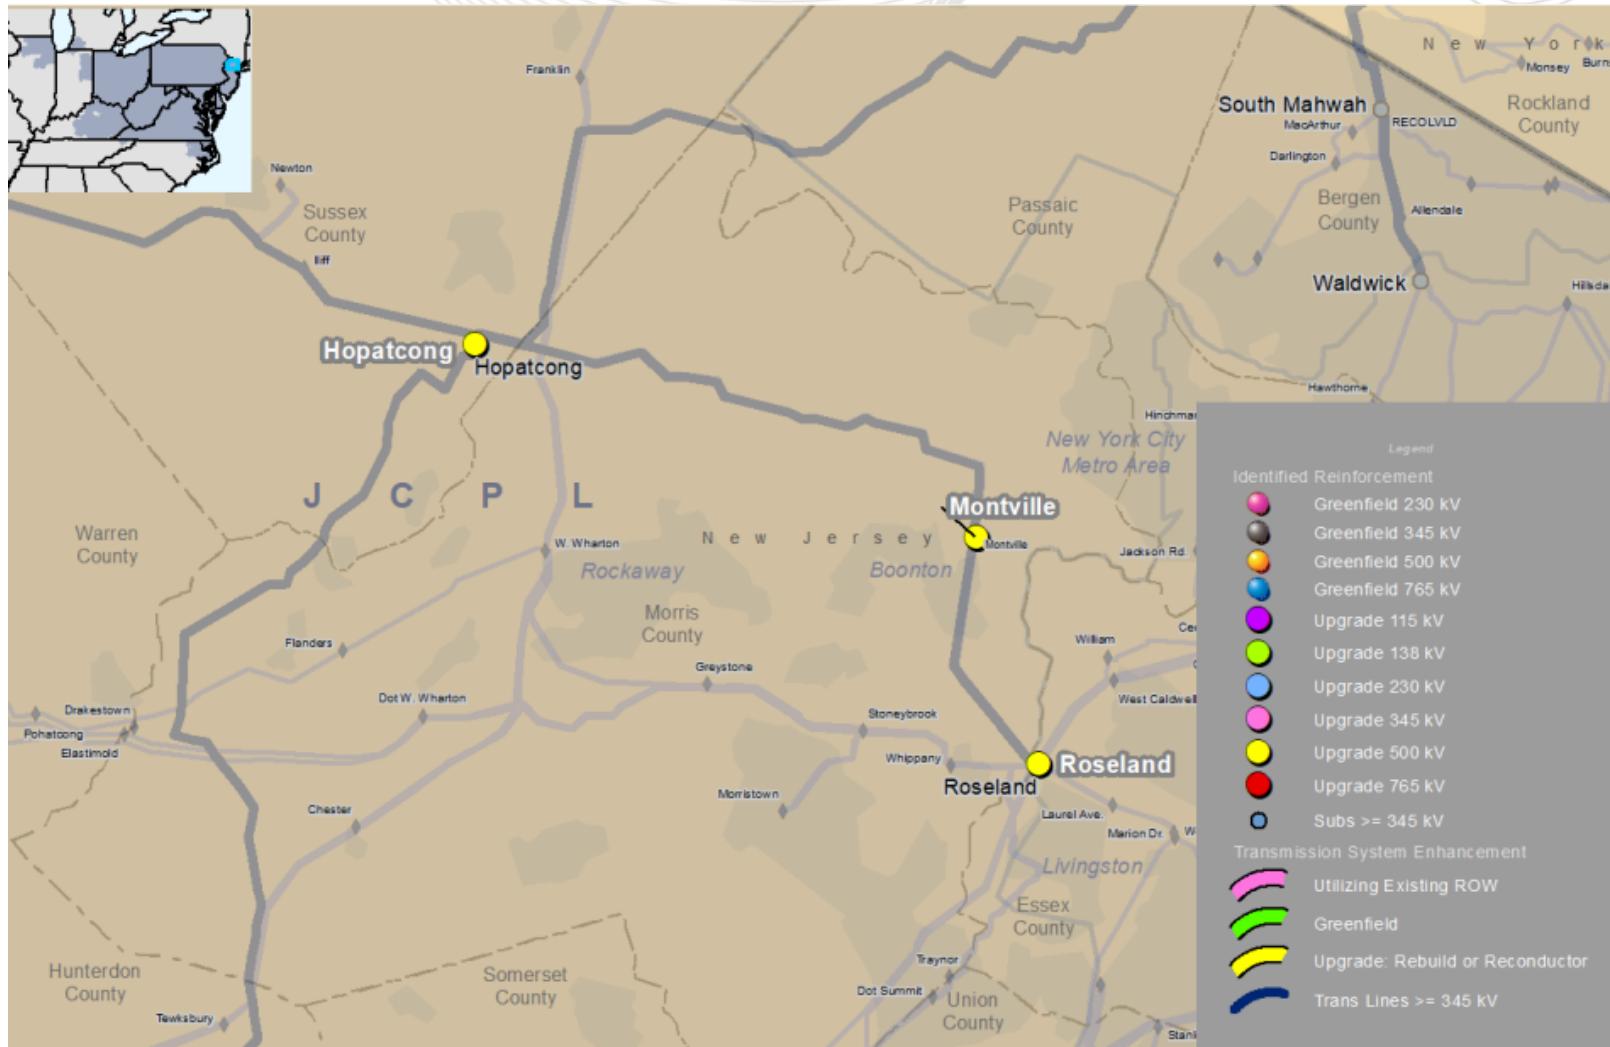 Franklin
Newton
Sussex
County
Iliff
Hopatcong
Hopatcong
J C P L
Warren
County
New Jersey
W. Wharton
Rockaway
Boonton
Morris
County
Flanders
Greystone
Dot W. Wharton
Drakestown
Pohatcong
Elastimold
Stoneybrook
Whippany
Morristown
Chester
Hunterdon
County
Somerset
County
Tewksbury
Montville
Montville
Roseland
Roseland
Laurel Ave.
Marion Dr.
Livingston
Essex
County
Traynor
Dot Summit
Union
County
William
West Caldwell
Jackson Rd.
New York City
Metro Area
Passaic
County
South Mahwah
MacArthur
RECOLVLD
Darlington
Bergen
County
Allendale
Waldwick
Hawthorne
New York
Monsey
Rockland
County
Legend
Identified Reinforcement
Greenfield 230 kV
Greenfield 345 kV
Greenfield 500 kV
Greenfield 765 kV
Upgrade 115 kV
Upgrade 138 kV
Upgrade 230 kV
Upgrade 345 kV
Upgrade 500 kV
Upgrade 765 kV
Subs >= 345 kV
Transmission System Enhancement
Utilizing Existing ROW
Greenfield
Upgrade: Rebuild or Reconductor
Trans Lines >= 345 kV